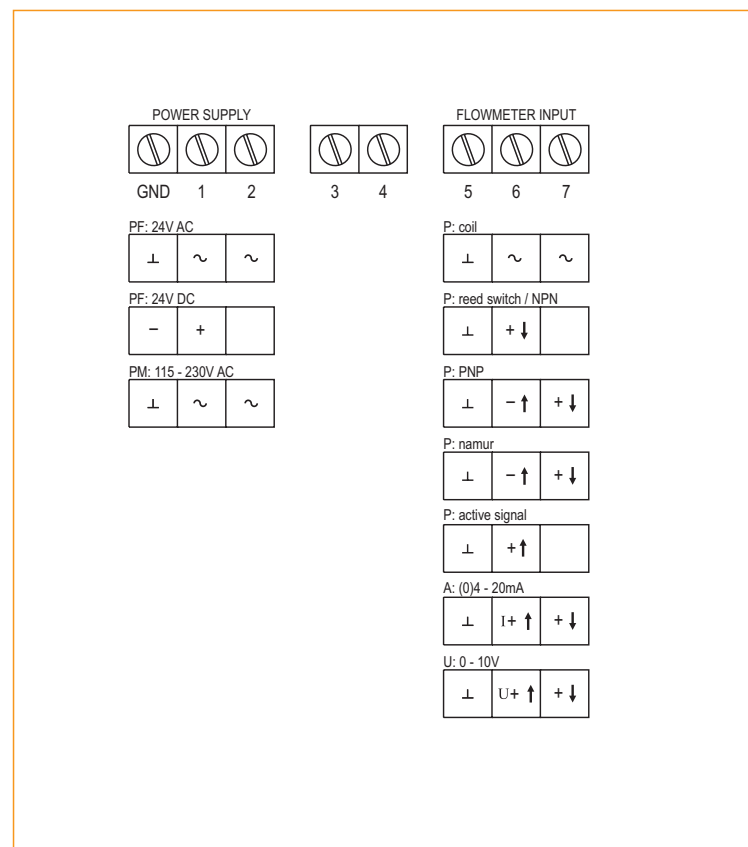 POWER SUPPLY
FLOWMETER INPUT
GND 1 2 3 4 5 6 7
PF: 24V AC
⊥ ~ ~
PF: 24V DC
− +
PM: 115 - 230V AC
⊥ ~ ~
P: coil
⊥ ~ ~
P: reed switch / NPN
⊥ +⬇
P: PNP
⊥ −⬆ +⬇
P: namur
⊥ −⬆ +⬇
P: active signal
⊥ +⬆
A: (0)4 - 20mA
⊥ I+ ⬆ +⬇
U: 0 - 10V
⊥ U+ ⬆ +⬇